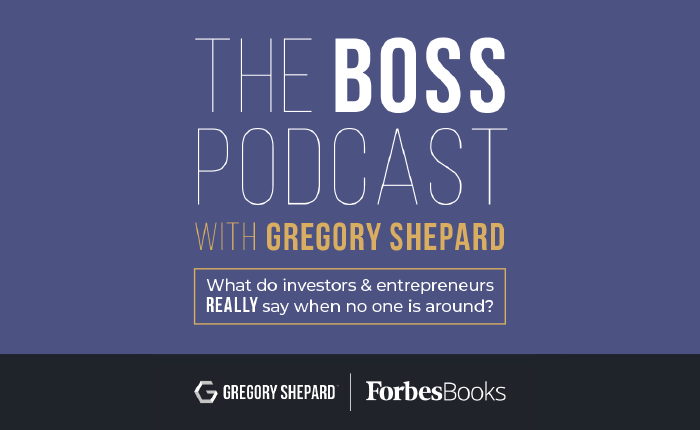 THE BOSS
PODCAST
WITH GREGORY SHEPARD
What do investors & entrepreneurs
REALLY say when no one is around?
GREGORY SHEPARD™ | ForbesBooks